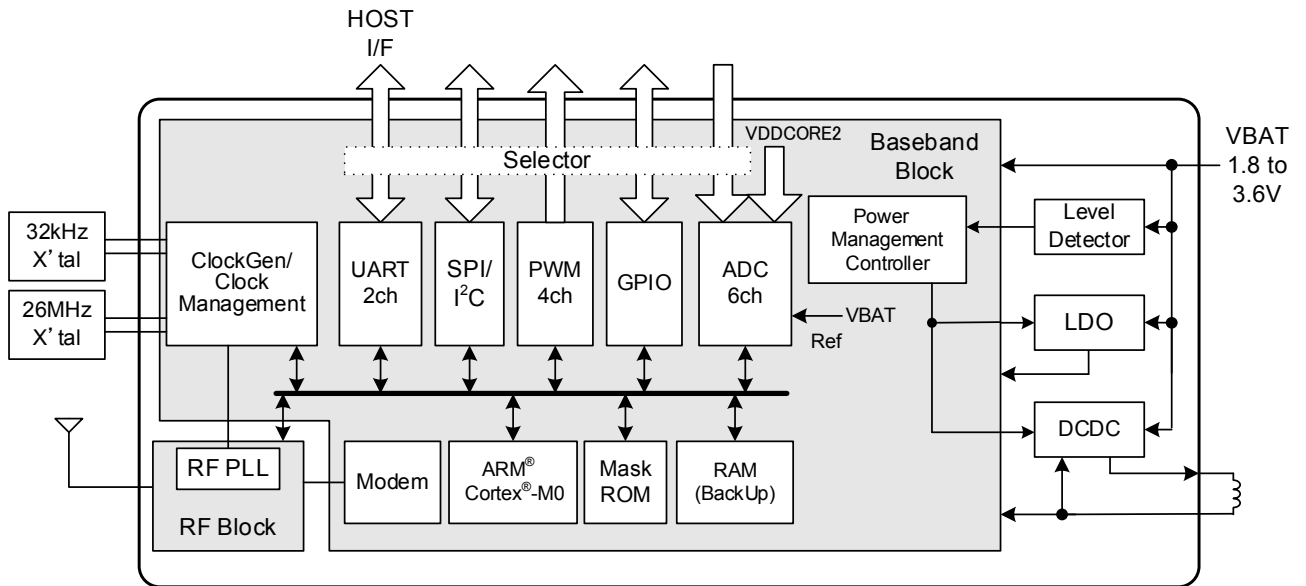 HOST
I/F
VDDCORE2
Selector
Baseband
Block
VBAT
1.8 to
3.6V
32kHz
X'tal
26MHz
X'tal
ClockGen/
Clock
Management
UART
2ch
SPI/
I²C
PWM
4ch
GPIO
ADC
6ch
Power
Management
Controller
Level
Detector
VBAT
Ref
LDO
DCDC
RF PLL
RF Block
Modem
ARM®
Cortex®-M0
Mask
ROM
RAM
(BackUp)